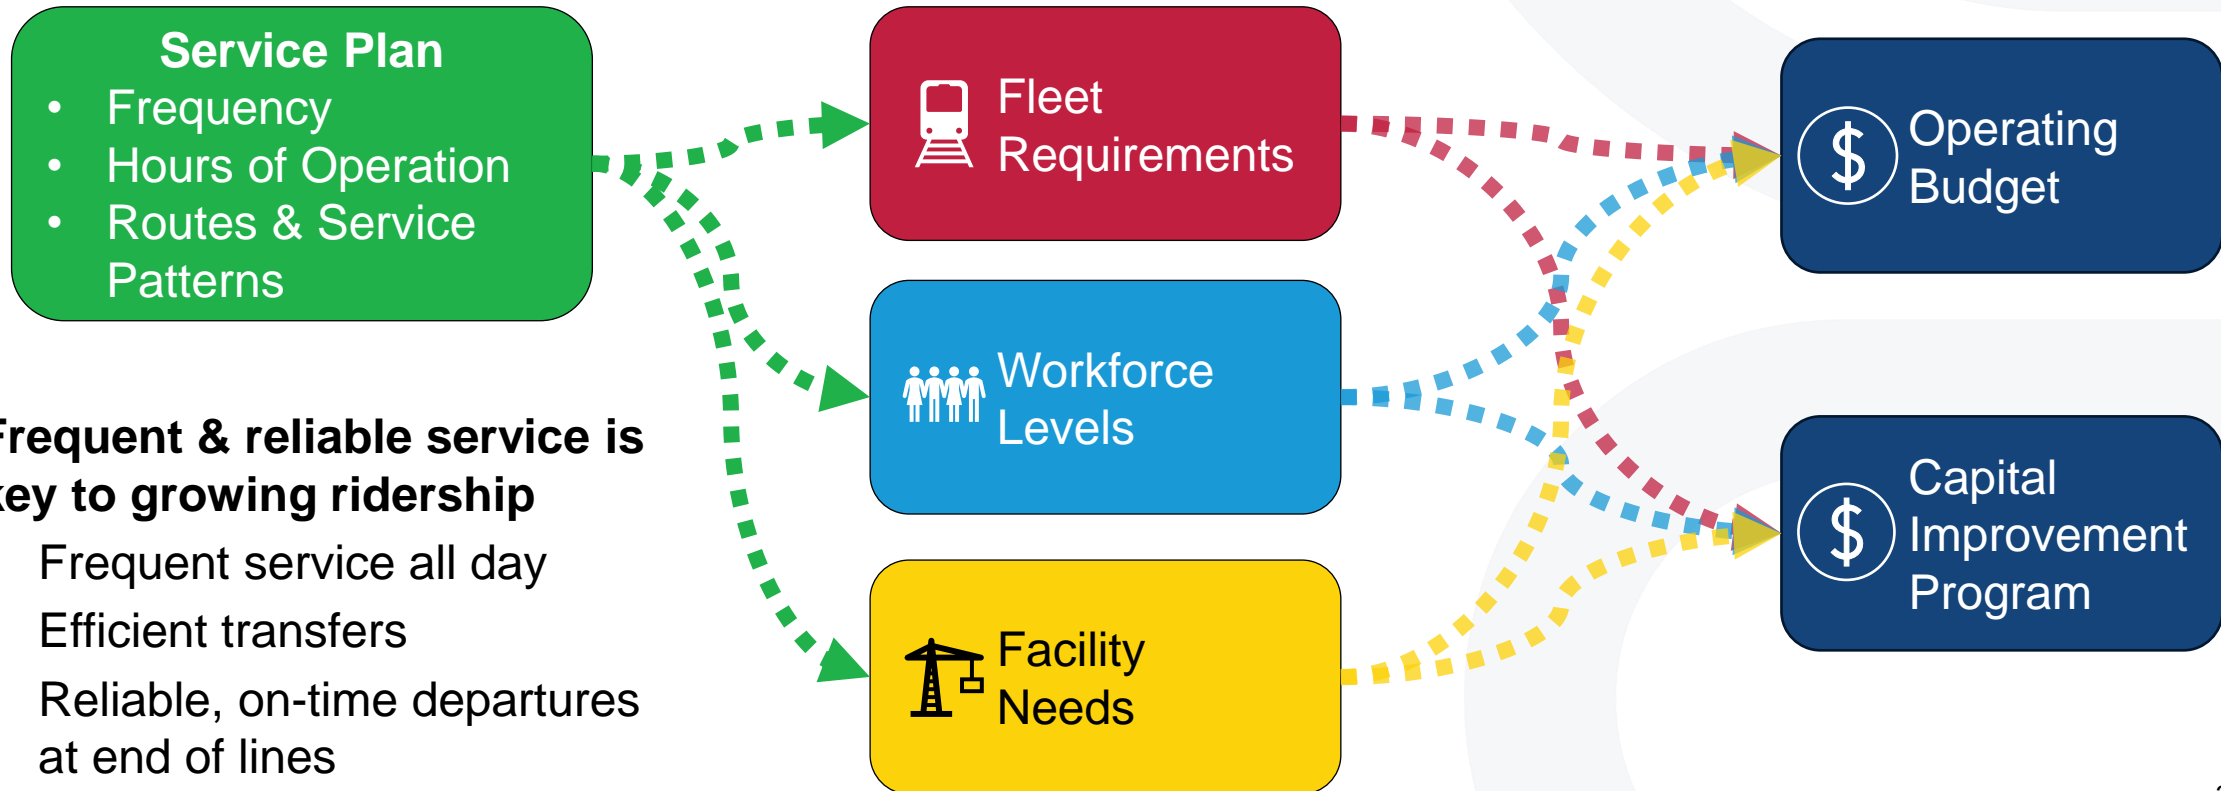 Service Plan
• Frequency
• Hours of Operation
• Routes & Service
Patterns
Frequent & reliable service is
key to growing ridership
Frequent service all day
Efficient transfers
Reliable, on-time departures
at end of lines
Fleet
Requirements
Workforce
Levels
Facility
Needs
$ Operating
Budget
$ Capital
Improvement
Program